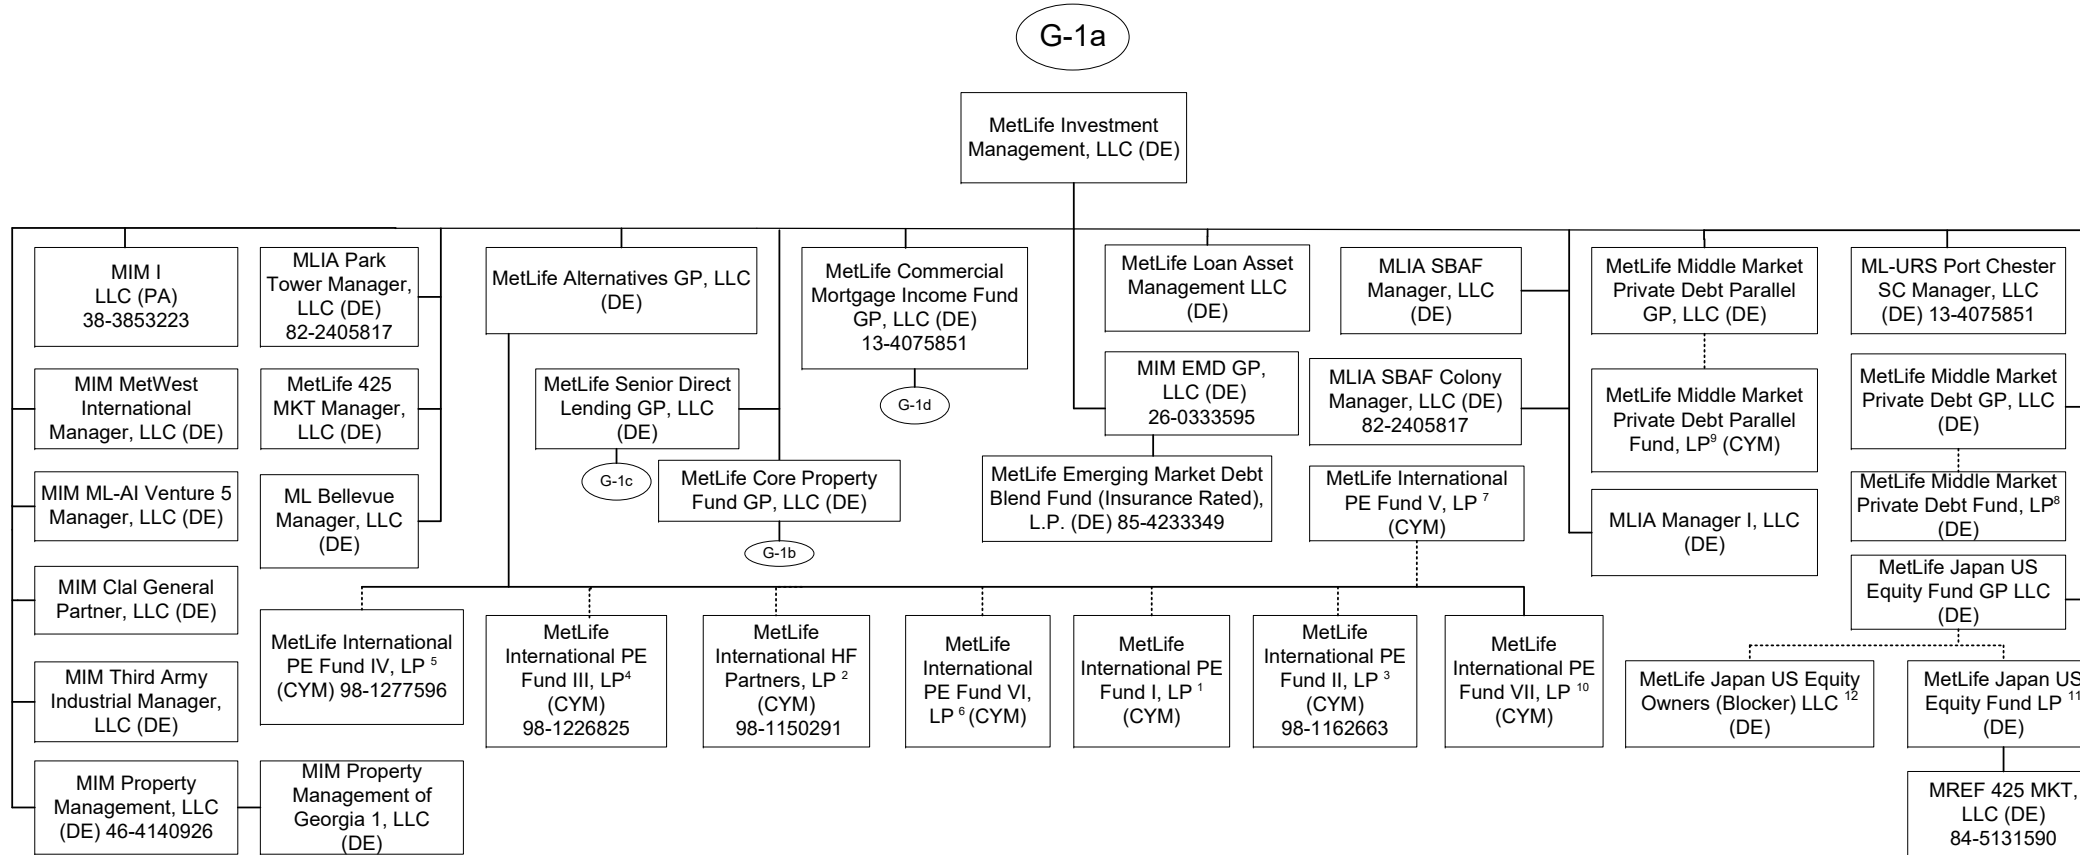 G-1a
MetLife Investment
Management, LLC (DE)
MIM I
LLC (PA)
38-3853223
MLIA Park
Tower Manager,
LLC (DE)
82-2405817
MetLife Alternatives GP, LLC
(DE)
MetLife Commercial
Mortgage Income Fund
GP, LLC (DE)
13-4075851
MetLife Loan Asset
Management LLC
(DE)
MLIA SBAF
Manager, LLC
(DE)
MetLife Middle Market
Private Debt Parallel
GP, LLC (DE)
ML-URS Port Chester
SC Manager, LLC
(DE) 13-4075851
MIM MetWest
International
Manager, LLC (DE)
MetLife 425
MKT Manager,
LLC (DE)
MetLife Senior Direct
Lending GP, LLC
(DE)
G-1d
MIM EMD GP,
LLC (DE)
26-0333595
MLIA SBAF Colony
Manager, LLC (DE)
82-2405817
MetLife Middle Market
Private Debt Parallel
Fund, LP⁹ (CYM)
MetLife Middle Market
Private Debt GP, LLC
(DE)
MIM ML-AI Venture 5
Manager, LLC (DE)
ML Bellevue
Manager, LLC
(DE)
G-1c
MetLife Core Property
Fund GP, LLC (DE)
G-1b
MetLife Emerging Market Debt
Blend Fund (Insurance Rated),
L.P. (DE) 85-4233349
MetLife International
PE Fund V, LP ⁷
(CYM)
MLIA Manager I, LLC
(DE)
MetLife Middle Market
Private Debt Fund, LP⁸
(DE)
MIM Clal General
Partner, LLC (DE)
MetLife Japan US
Equity Fund GP LLC
(DE)
MetLife International
PE Fund IV, LP ⁵
(CYM) 98-1277596
MetLife
International PE
Fund III, LP⁴
(CYM)
98-1226825
MetLife
International HF
Partners, LP ²
(CYM)
98-1150291
MetLife
International
PE Fund VI,
LP ⁶ (CYM)
MetLife
International PE
Fund I, LP ¹
(CYM)
MetLife
International PE
Fund II, LP ³
(CYM)
98-1162663
MetLife
International PE
Fund VII, LP ¹⁰
(CYM)
MIM Third Army
Industrial Manager,
LLC (DE)
MetLife Japan US Equity
Owners (Blocker) LLC ¹²
(DE)
MetLife Japan US
Equity Fund LP ¹¹
(DE)
MIM Property
Management, LLC
(DE) 46-4140926
MIM Property
Management of
Georgia 1, LLC
(DE)
MREF 425 MKT,
LLC (DE)
84-5131590